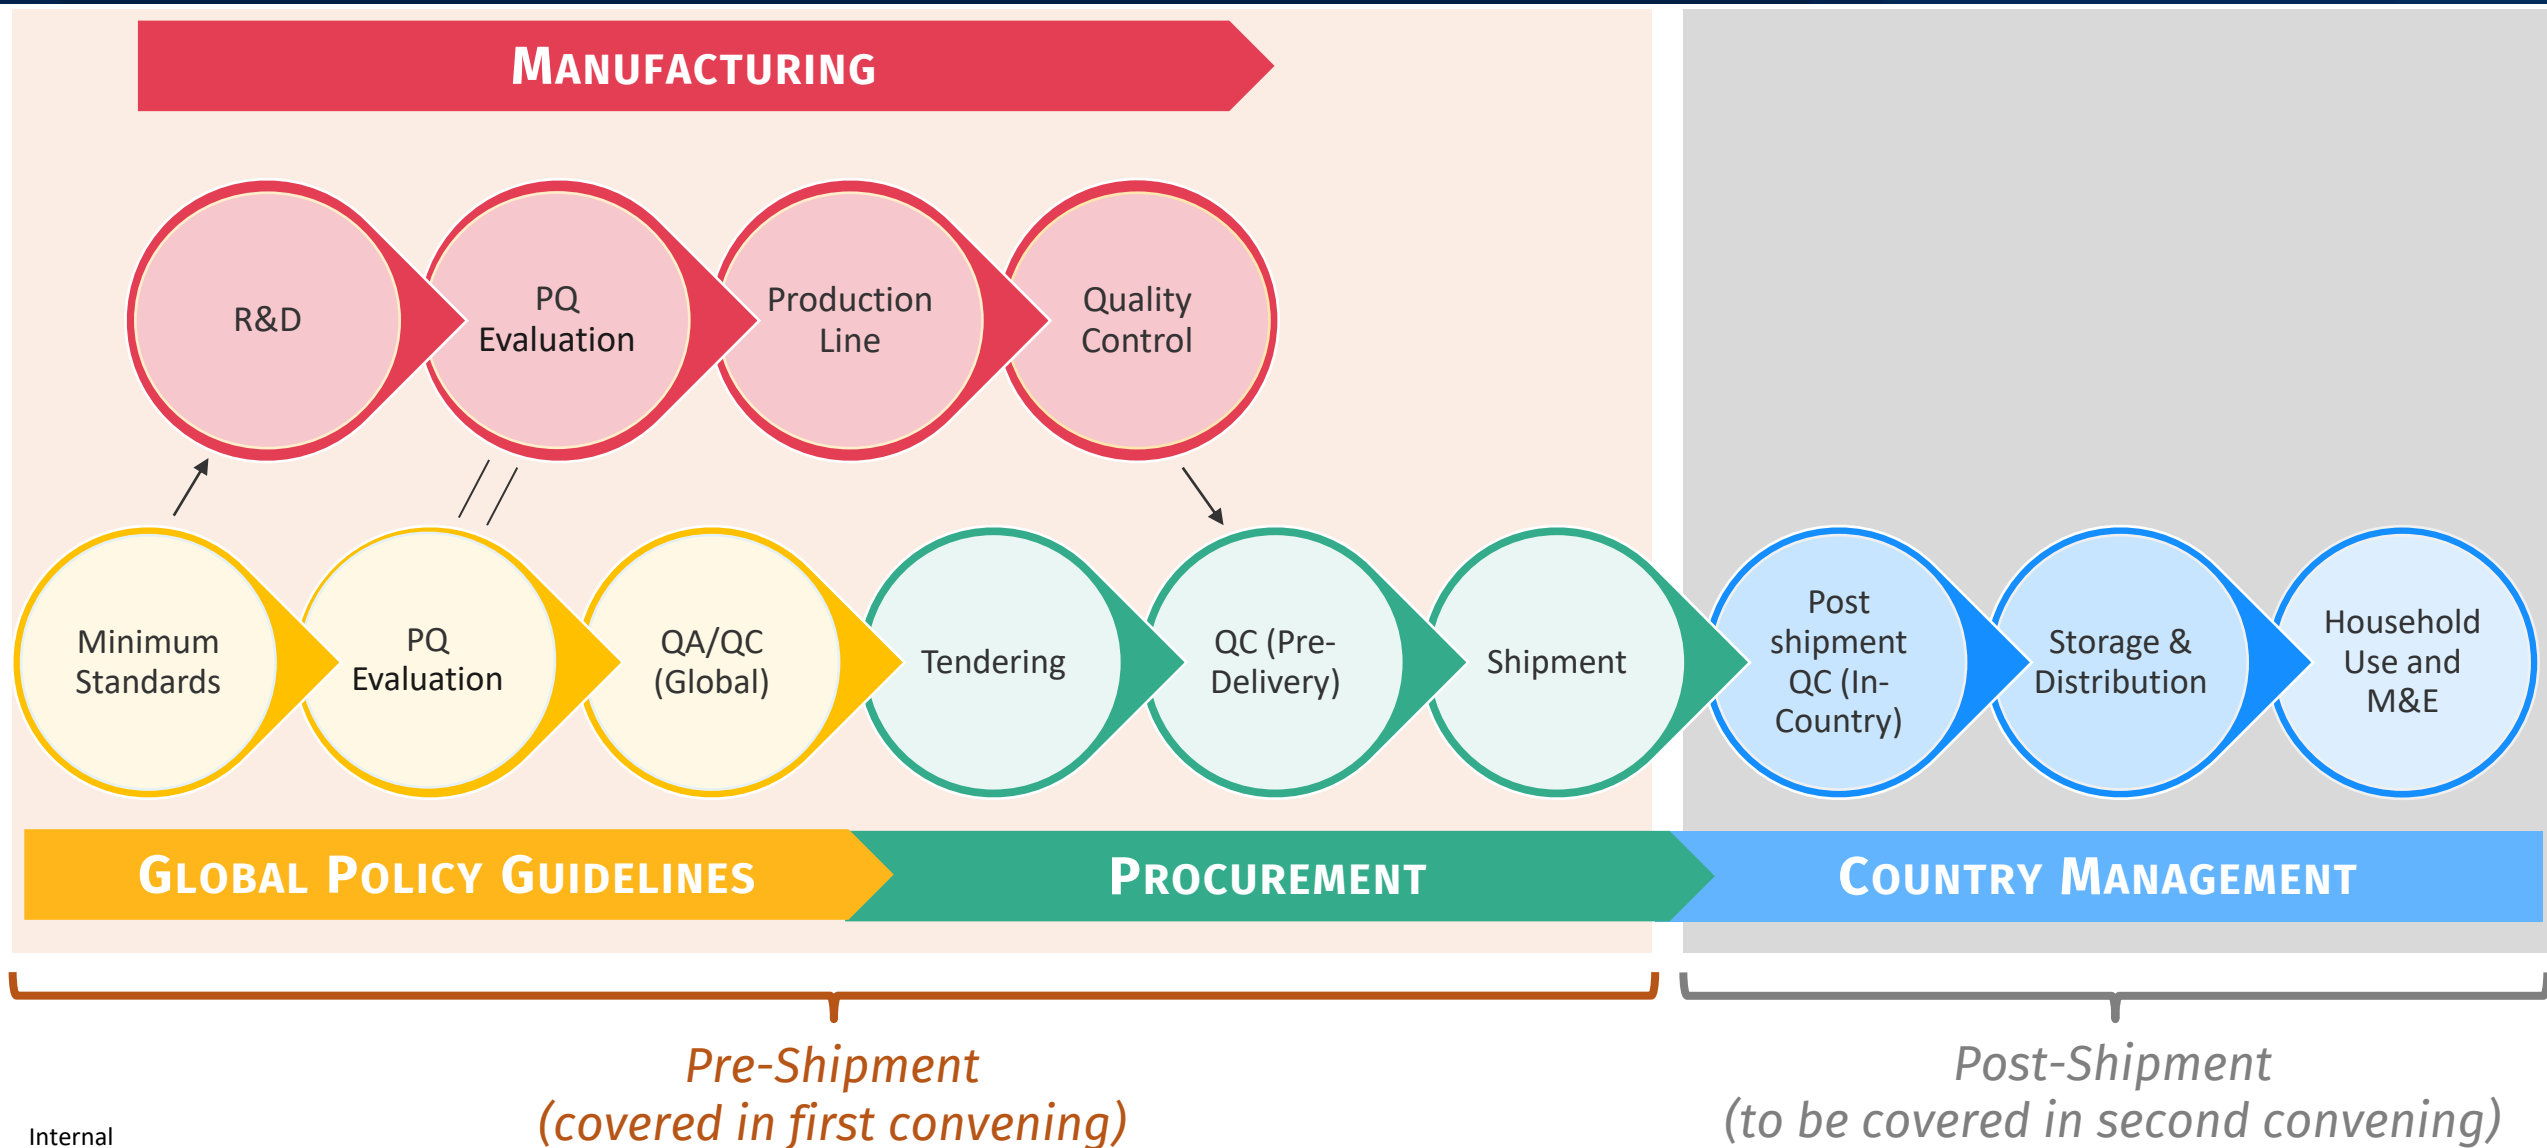 MANUFACTURING
R&D
PQ
Evaluation
Production
Line
Quality
Control
Minimum
Standards
PQ
Evaluation
QA/QC
(Global)
Tendering
QC (Pre-
Delivery)
Shipment
Post
shipment
QC (In-
Country)
Storage &
Distribution
Household
Use and
M&E
GLOBAL POLICY GUIDELINES
PROCUREMENT
COUNTRY MANAGEMENT
Pre-Shipment
(covered in first convening)
Post-Shipment
(to be covered in second convening)
Internal